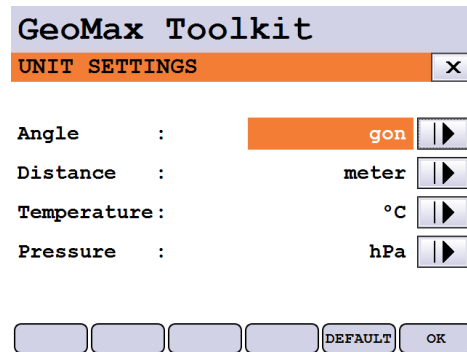 GeoMax Toolkit
UNIT SETTINGS x
Angle : gon
Distance : meter
Temperature: °C
Pressure : hPa
DEFAULT OK